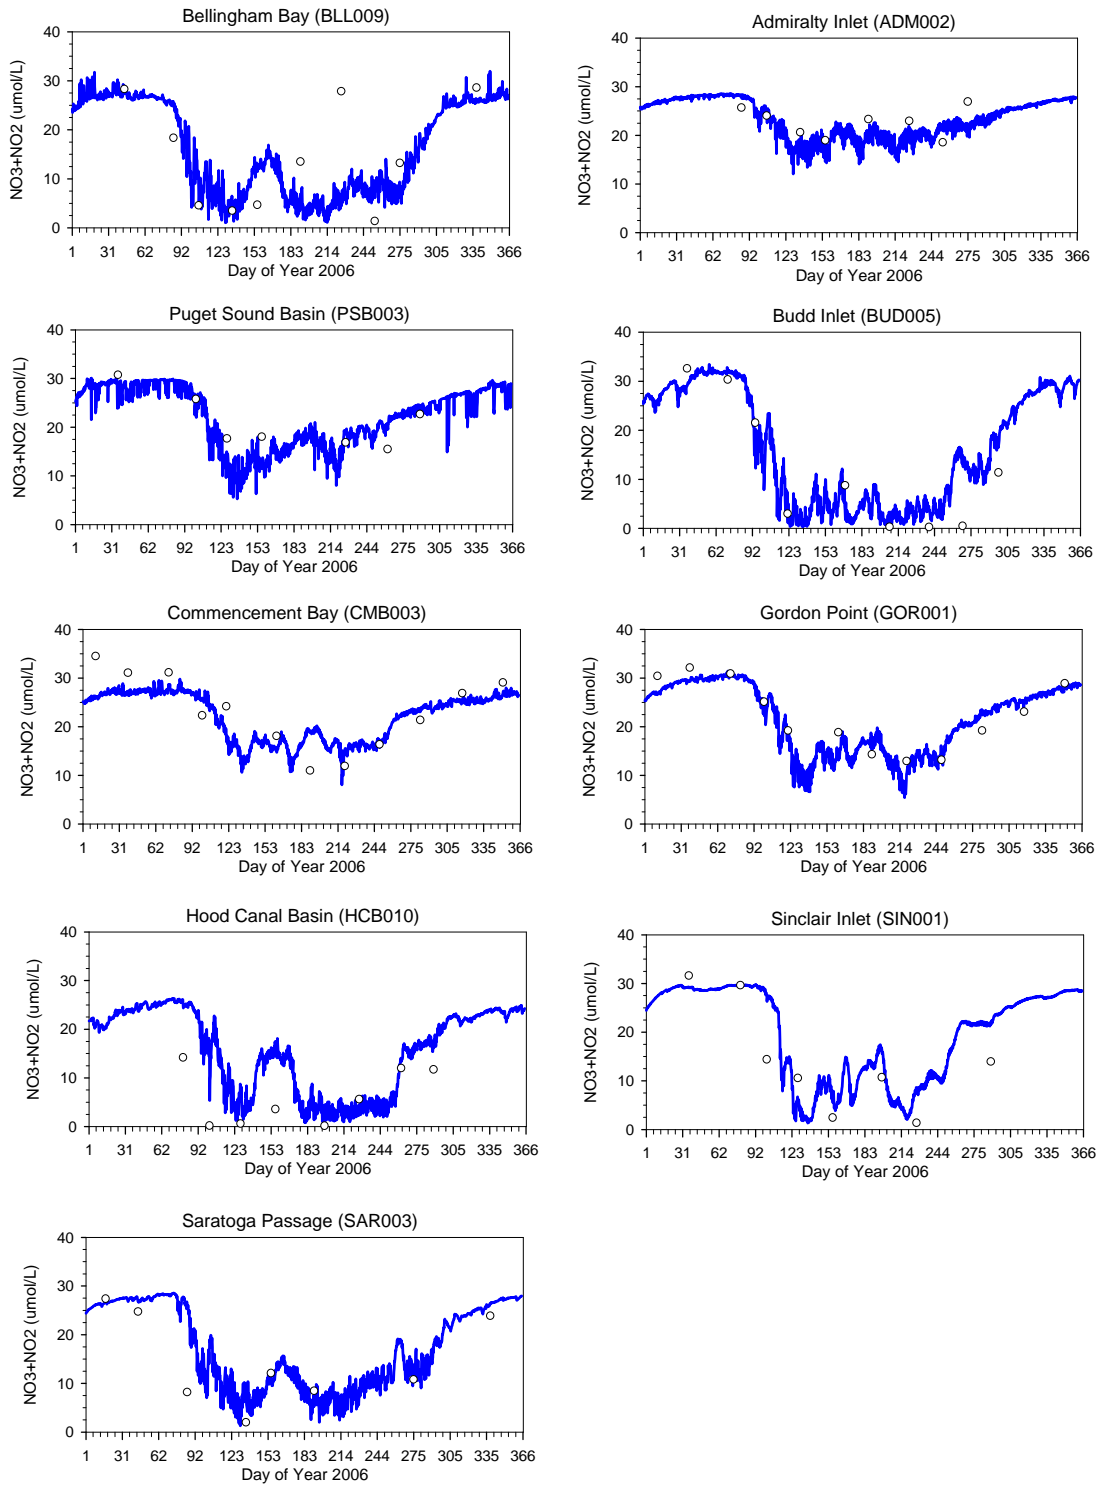 Bellingham Bay (BLL009)
NO3+NO2 (umol/L)
40
30
20
10
0
1 31 62 92 123 153 183 214 244 275 305 335 366
Day of Year 2006
Admiralty Inlet (ADM002)
NO3+NO2 (umol/L)
40
30
20
10
0
1 31 62 92 123 153 183 214 244 275 305 335 366
Day of Year 2006
Puget Sound Basin (PSB003)
NO3+NO2 (umol/L)
40
30
20
10
0
1 31 62 92 123 153 183 214 244 275 305 335 366
Day of Year 2006
Budd Inlet (BUD005)
NO3+NO2 (umol/L)
40
30
20
10
0
1 31 62 92 123 153 183 214 244 275 305 335 366
Day of Year 2006
Commencement Bay (CMB003)
NO3+NO2 (umol/L)
40
30
20
10
0
1 31 62 92 123 153 183 214 244 275 305 335 366
Day of Year 2006
Gordon Point (GOR001)
NO3+NO2 (umol/L)
40
30
20
10
0
1 31 62 92 123 153 183 214 244 275 305 335 366
Day of Year 2006
Hood Canal Basin (HCB010)
NO3+NO2 (umol/L)
40
30
20
10
0
1 31 62 92 123 153 183 214 244 275 305 335 366
Day of Year 2006
Sinclair Inlet (SIN001)
NO3+NO2 (umol/L)
40
30
20
10
0
1 31 62 92 123 153 183 214 244 275 305 335 366
Day of Year 2006
Saratoga Passage (SAR003)
NO3+NO2 (umol/L)
40
30
20
10
0
1 31 62 92 123 153 183 214 244 275 305 335 366
Day of Year 2006